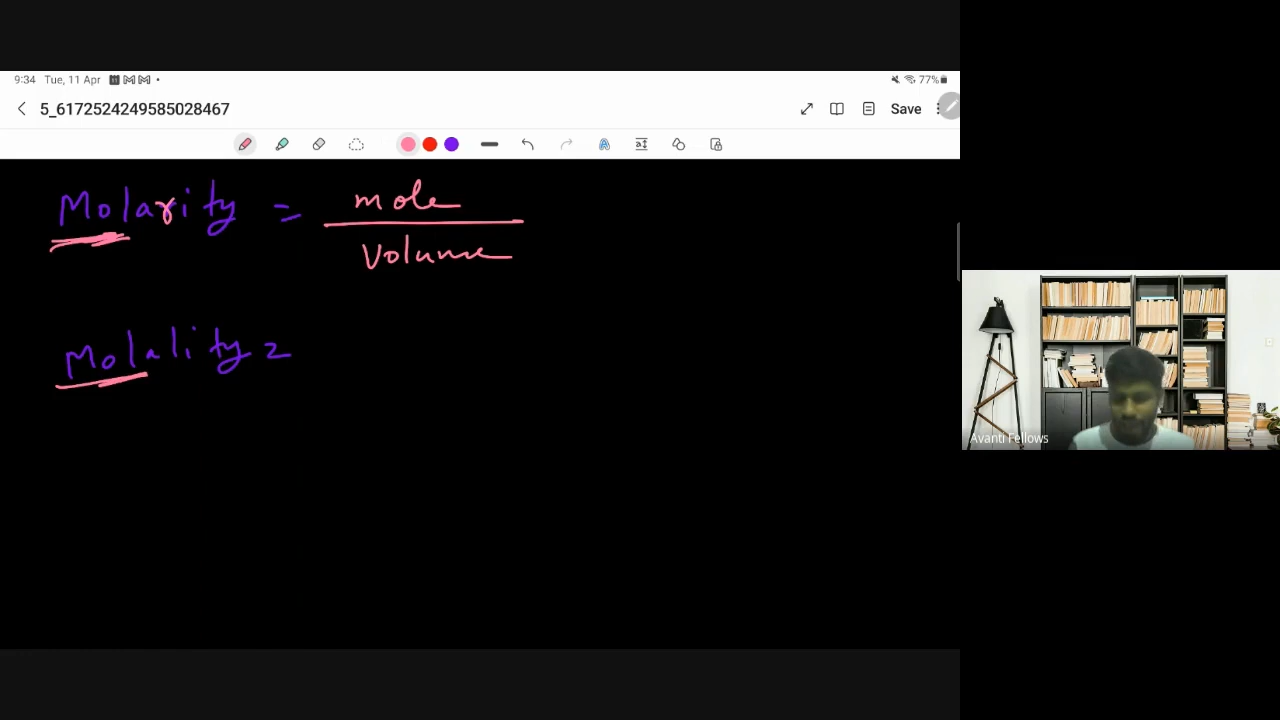 9:34 Tue, 11 Apr
77%
5_6172524249585028467
Save
Molarity = mole
Volume
Molality =
Avanti Fellows